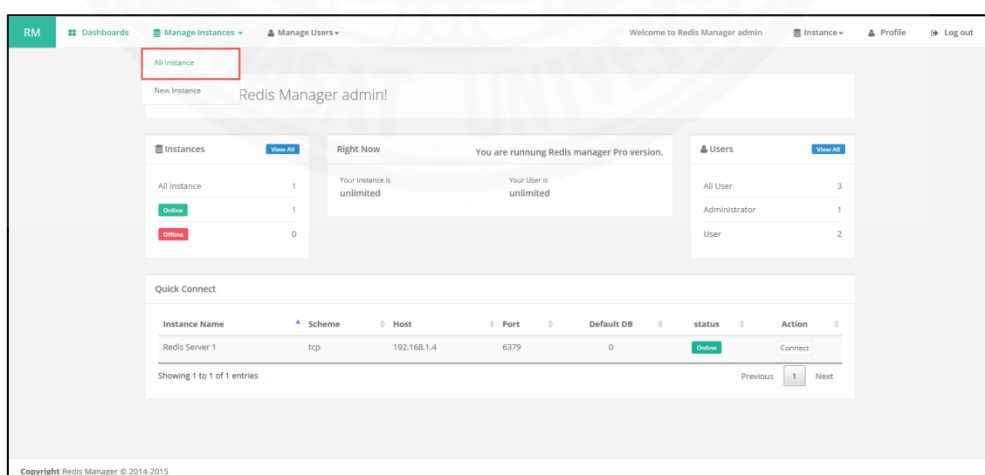 RM Dashboards Manage Instances Manage Users Welcome to Redis Manager admin Instance Profile Log out
All Instance
New Instance
Redis Manager admin!
Instances View All
All Instance 1
Online 1
Offline 0
Right Now You are runnung Redis manager Pro version.
Your Instance is Your User is
unlimited unlimited
Users View All
All User 3
Administrator 1
User 2
Quick Connect
Instance Name Scheme Host Port Default DB status Action
Redis Server 1 tcp 192.168.1.4 6379 0 Online Connect
Showing 1 to 1 of 1 entries Previous 1 Next
Copyright Redis Manager © 2014-2015